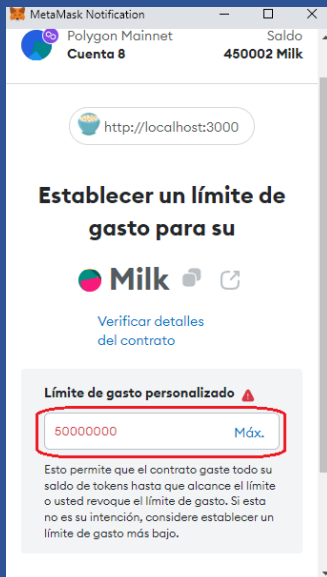 MetaMask Notification
Polygon Mainnet Saldo
Cuenta 8 450002 Milk
http://localhost:3000
Establecer un límite de
gasto para su
Milk
Verificar detalles
del contrato
Límite de gasto personalizado
50000000 Máx.
Esto permite que el contrato gaste todo su
saldo de tokens hasta que alcance el límite
o usted revoque el límite de gasto. Si esta
no es su intención, considere establecer un
límite de gasto más bajo.